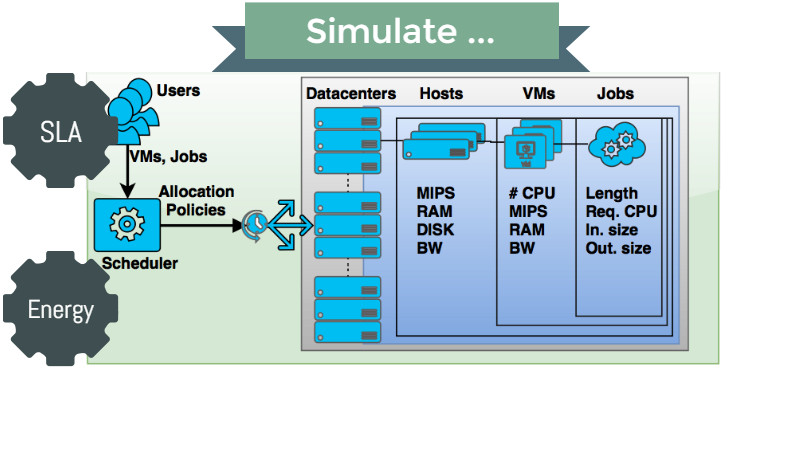 Simulate ...
SLA
Users
VMs, Jobs
Allocation
Policies
Scheduler
Energy
Datacenters
Hosts
VMs
Jobs
MIPS
RAM
DISK
BW
# CPU
MIPS
RAM
BW
Length
Req. CPU
In. size
Out. size